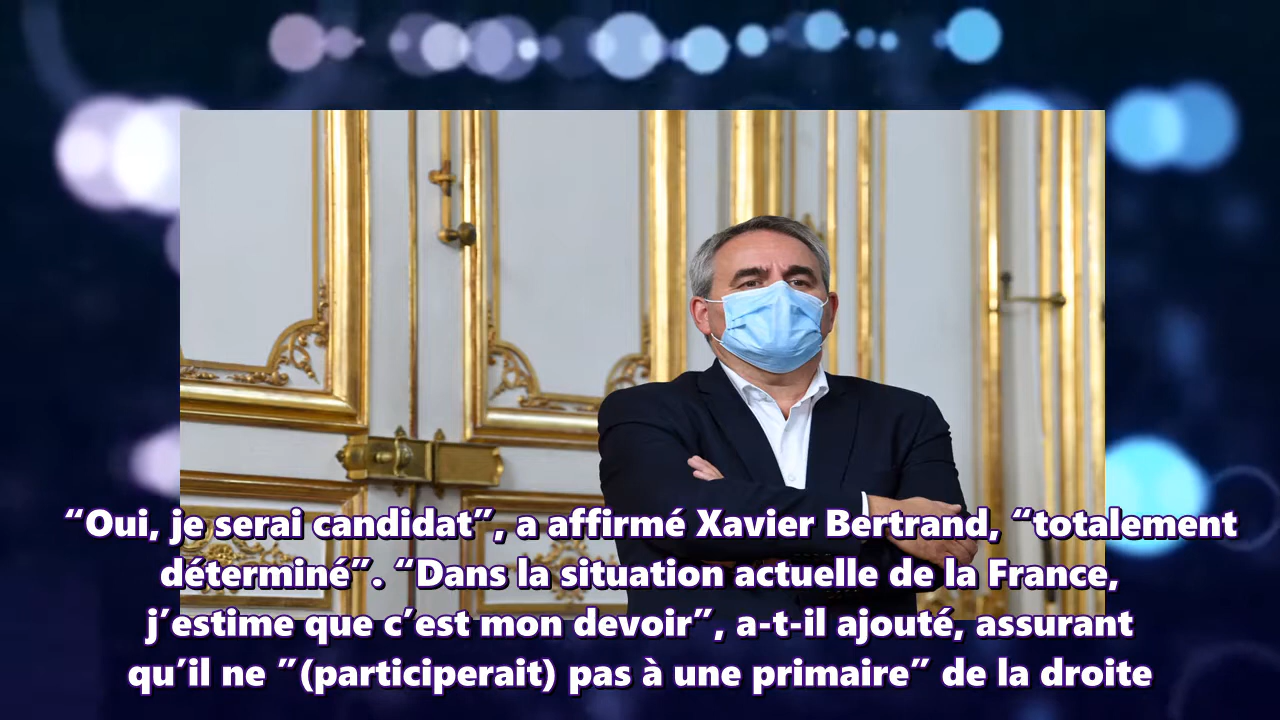 “Oui, je serai candidat”, a affirmé Xavier Bertrand, “totalement
déterminé”. “Dans la situation actuelle de la France,
j’estime que c’est mon devoir”, a-t-il ajouté, assurant
qu’il ne ”(participerait) pas à une primaire” de la droite